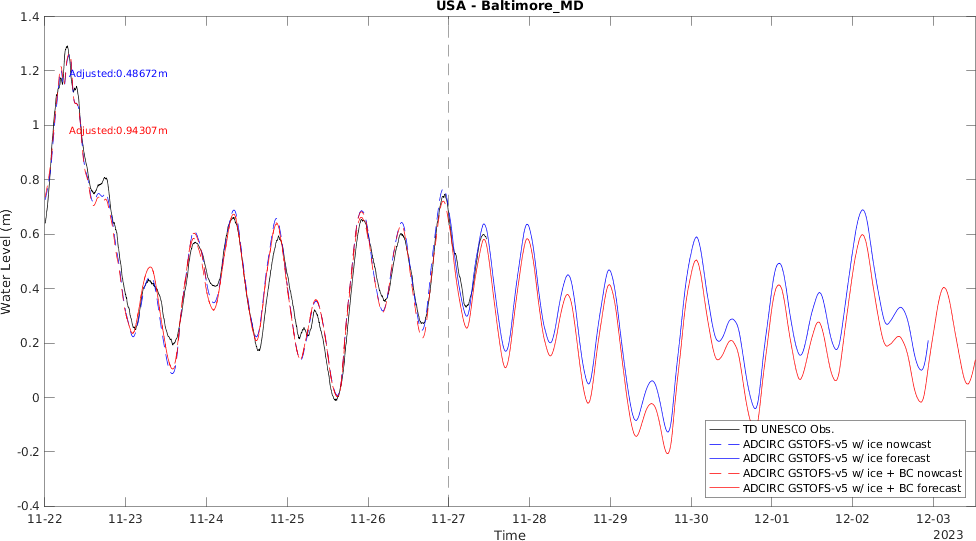 USA - Baltimore_MD
1.4
1.2
1
0.8
0.6
0.4
0.2
0
-0.2
-0.4
Water Level (m)
Adjusted:0.48672m
Adjusted:0.94307m
TD UNESCO Obs.
ADCIRC GSTOFS-v5 w/ ice nowcast
ADCIRC GSTOFS-v5 w/ ice forecast
ADCIRC GSTOFS-v5 w/ ice + BC nowcast
ADCIRC GSTOFS-v5 w/ ice + BC forecast
11-22 11-23 11-24 11-25 11-26 11-27 11-28 11-29 11-30 12-01 12-02 12-03
Time
2023